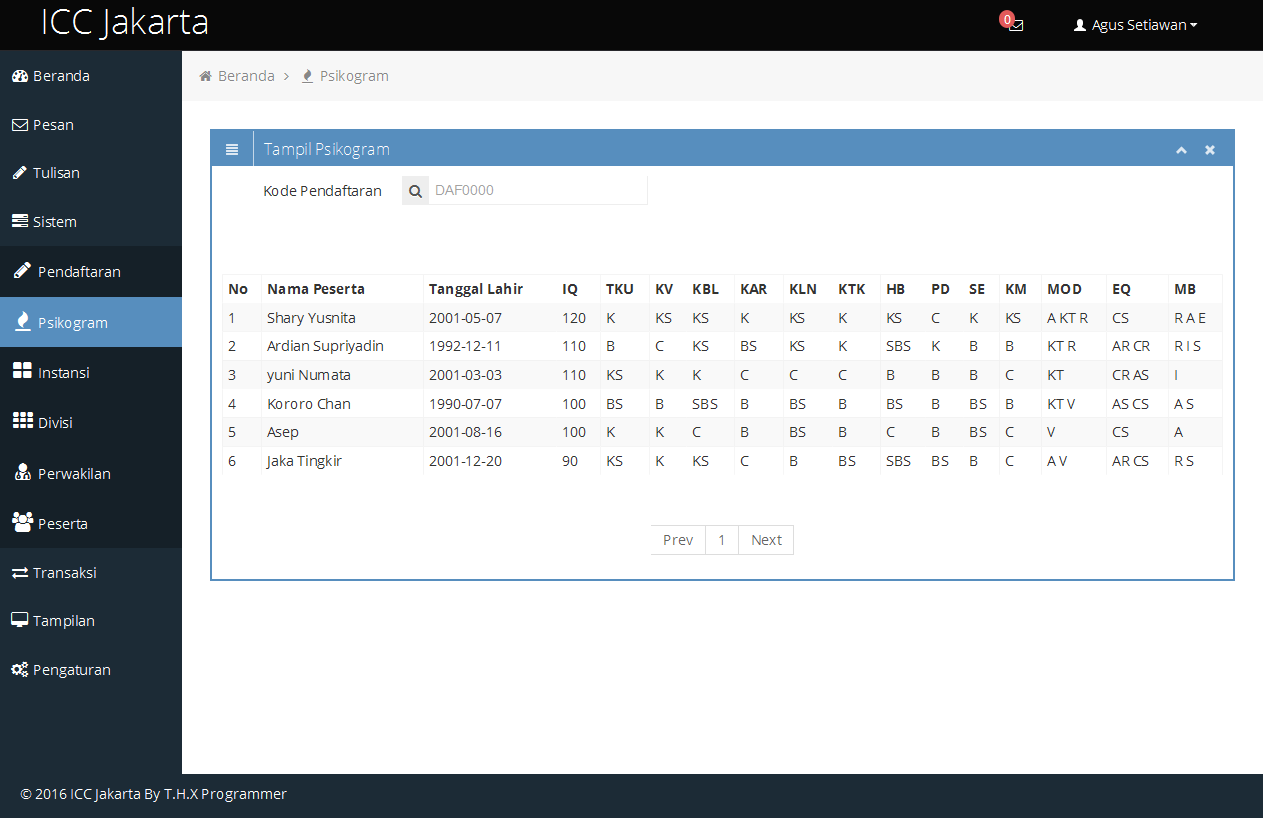 ICC Jakarta
0
Agus Setiawan
Beranda
Pesan
Tulisan
Sistem
Pendaftaran
Psikogram
Instansi
Divisi
Perwakilan
Peserta
Transaksi
Tampilan
Pengaturan
Beranda > Psikogram
Tampil Psikogram
Kode Pendaftaran DAF0000
No Nama Peserta Tanggal Lahir IQ TKU KV KBL KAR KLN KTK HB PD SE KM MOD EQ MB
1 Shary Yusnita 2001-05-07 120 K KS KS K KS K KS C K KS A KT R CS R A E
2 Ardian Supriyadin 1992-12-11 110 B C KS BS KS K SBS K B B KT R AR CR R I S
3 yuni Numata 2001-03-03 110 KS K K C C C B B B C KT CR AS I
4 Kororo Chan 1990-07-07 100 BS B SBS B BS B BS B BS B KT V AS CS A S
5 Asep 2001-08-16 100 K K C B BS B C B BS C V CS A
6 Jaka Tingkir 2001-12-20 90 KS K KS C B BS SBS BS B C A V AR CS R S
Prev 1 Next
© 2016 ICC Jakarta By T.H.X Programmer